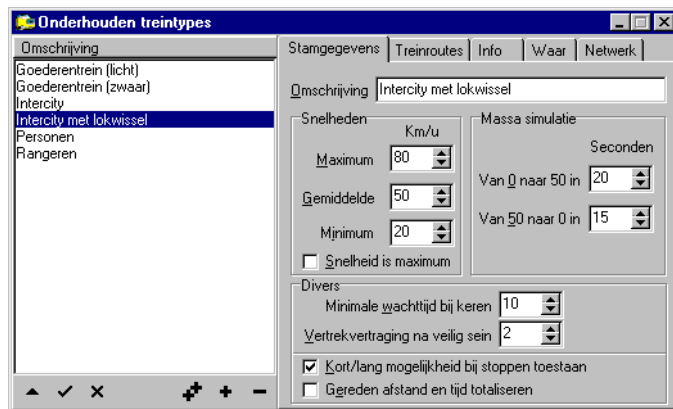 Onderhouden treintypes
Omschrijving
Goederentrein (licht)
Goederentrein (zwaar)
Intercity
Intercity met lokwissel
Personen
Rangeren
Stamgegevens Treinroutes Info Waar Netwerk
Omschrijving Intercity met lokwissel
Snelheden
Km/u
Maximum 80
Gemiddelde 50
Minimum 20
Snelheid is maximum
Massa simulatie
Seconden
Van 0 naar 50 in 20
Van 50 naar 0 in 15
Divers
Minimale wachttijd bij keren 10
Vertrekvertraging na veilig sein 2
Kort/lang mogelijkheid bij stoppen toestaan
Gereden afstand en tijd totaliseren